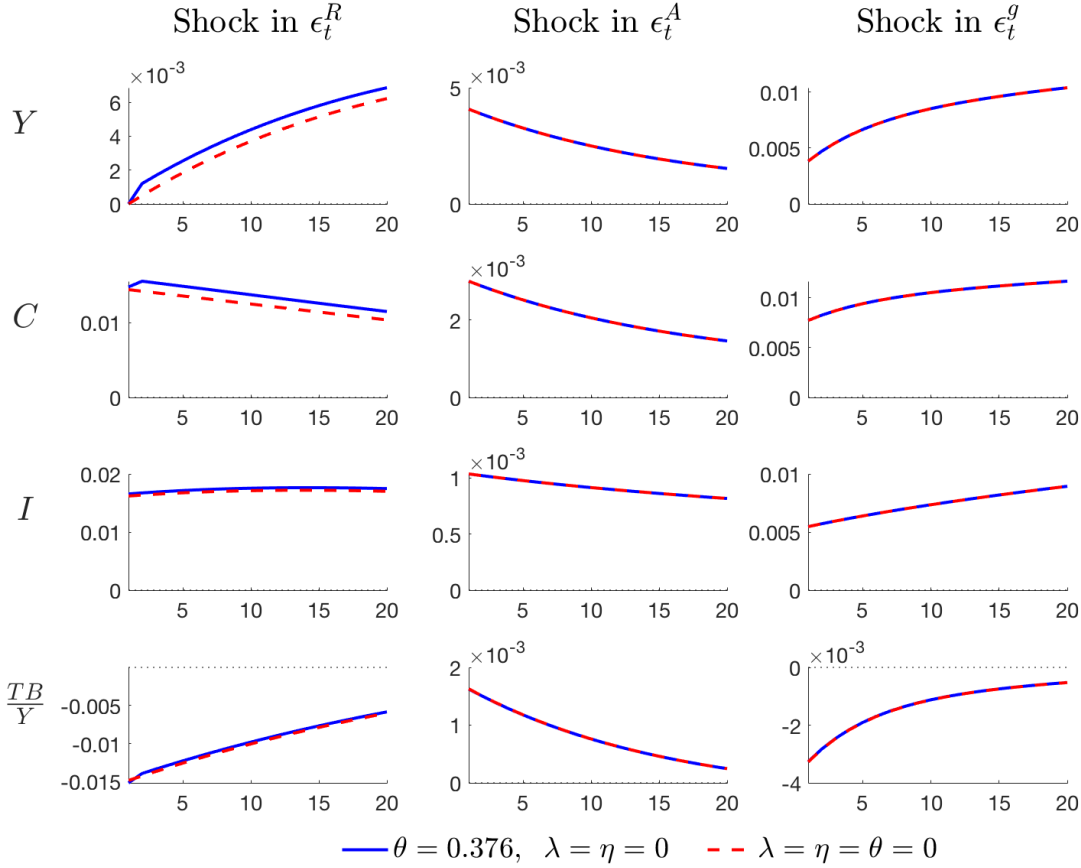 Shock in $\epsilon_t^R$ Shock in $\epsilon_t^A$ Shock in $\epsilon_t^g$
Y
×10⁻³
6
4
2
0
5 10 15 20
×10⁻³
5
0
5 10 15 20
0.01
0.005
0
5 10 15 20
C
0.01
0
5 10 15 20
×10⁻³
2
0
5 10 15 20
0.01
0.005
0
5 10 15 20
I
0.02
0.01
0
5 10 15 20
×10⁻³
1
0.5
0
5 10 15 20
0.01
0.005
0
5 10 15 20
TB
Y
-0.005
-0.01
-0.015
5 10 15 20
×10⁻³
2
1
0
5 10 15 20
×10⁻³
0
-2
-4
5 10 15 20
θ = 0.376, λ = η = 0 λ = η = θ = 0